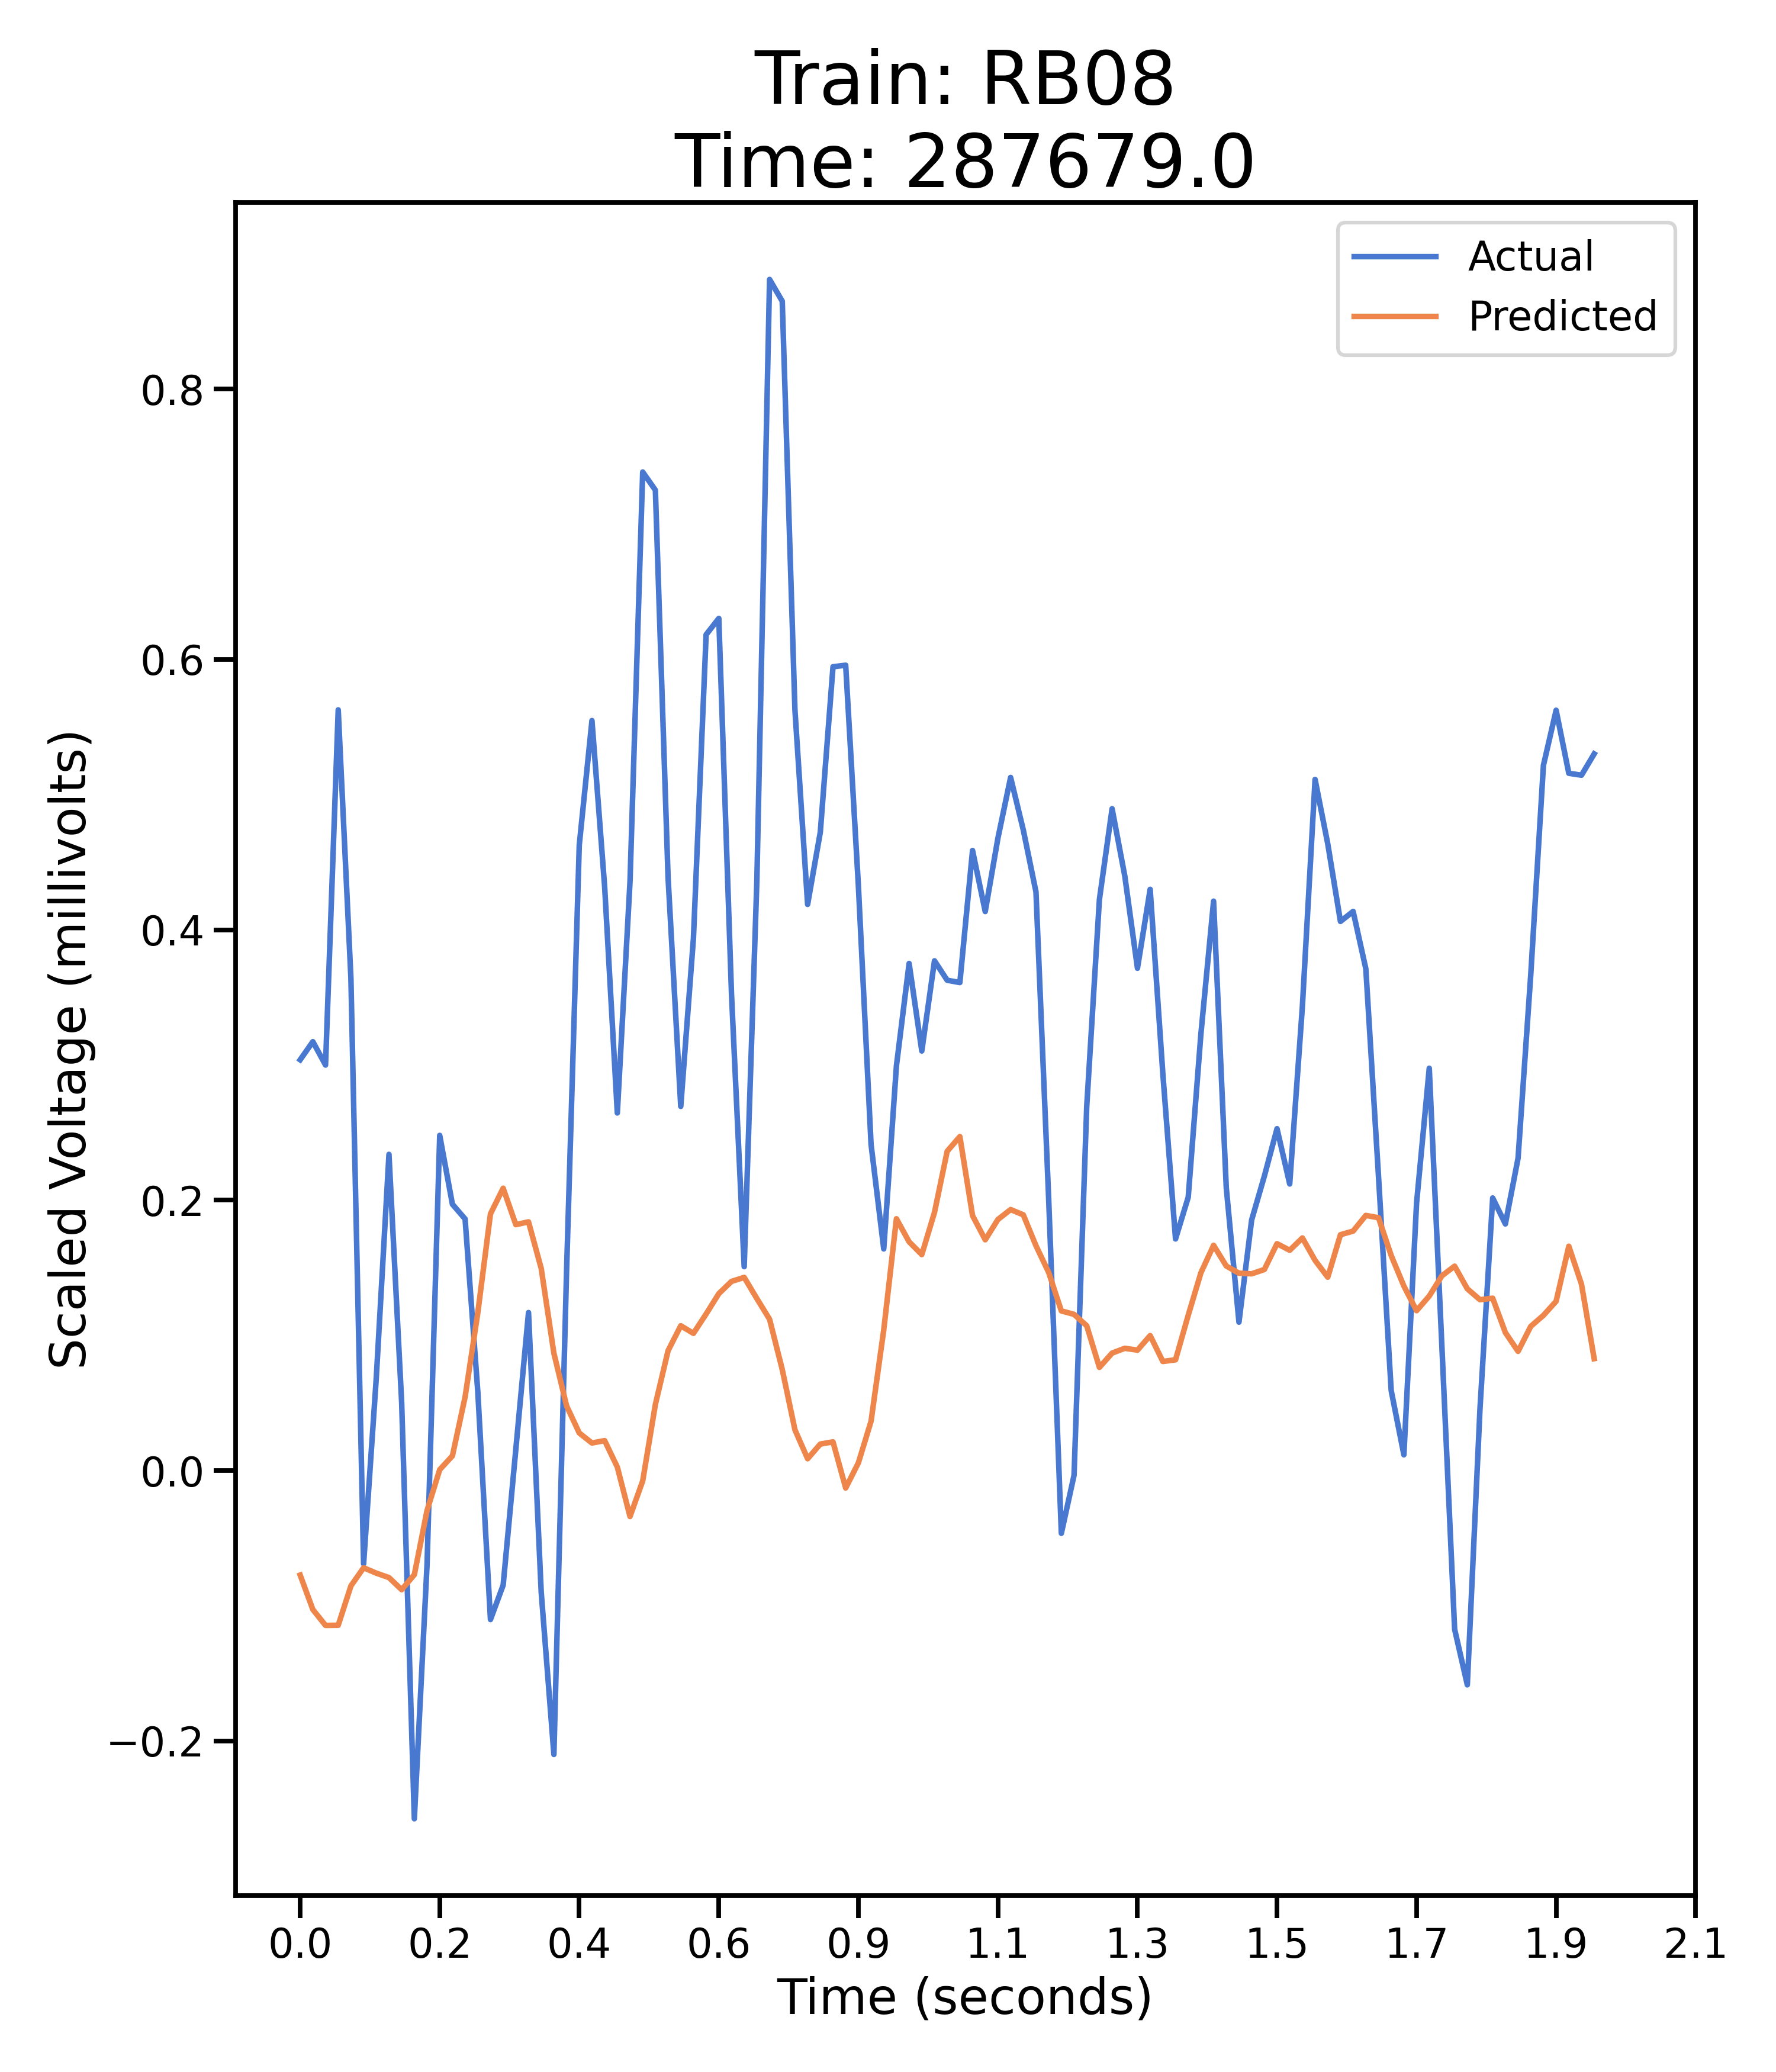 Train: RB08
Time: 287679.0
Actual
Predicted
Scaled Voltage (millivolts)
0.8
0.6
0.4
0.2
0.0
−0.2
0.0 0.2 0.4 0.6 0.9 1.1 1.3 1.5 1.7 1.9 2.1
Time (seconds)